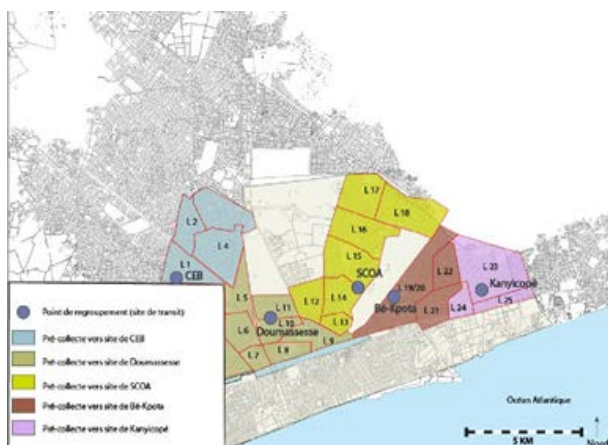 L 17
L 18
L 2
L 16
L 4
L 15
L 1
CEB
L 22
L 23
SCOA
L 19/20
Kanyicopé
L 5
L 12
L 14
Bé-Kpota
L 11
L 24
L 25
L 10
L 13
L 21
Doumassesse
L 6
L 9
L 7
L 8
Point de regroupement (site de transit)
Pré-collecte vers site de CEB
Pré-collecte vers site de Doumassesse
Pré-collecte vers site de SCOA
Pré-collecte vers site de Bé-Kpota
Pré-collecte vers site de Kanyicopé
Océan Atlantique
5 KM
Nord